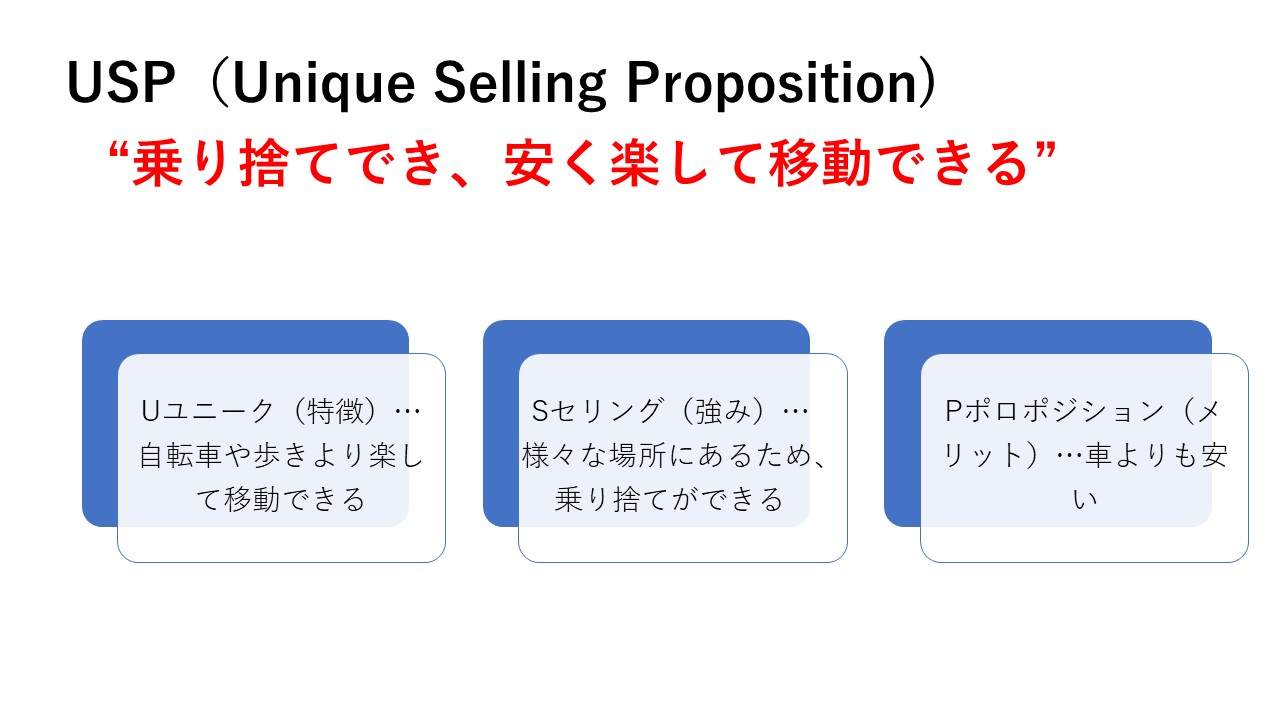 USP（Unique Selling Proposition）
“乗り捨てでき、安く楽して移動できる”
Uユニーク（特徴）…
自転車や歩きより楽し
て移動できる
Sセリング（強み）…
様々な場所にあるため、
乗り捨てができる
Pポロポジション（メ
リット）…車よりも安
い